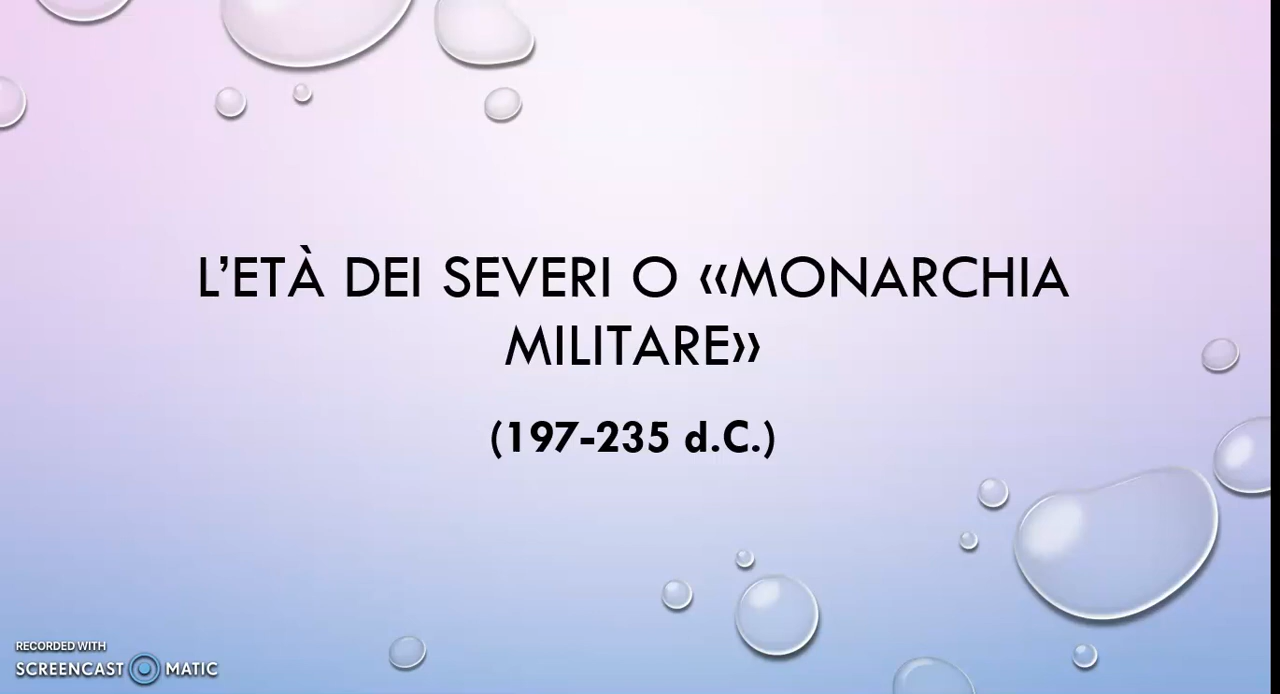 L’ETÀ DEI SEVERI O «MONARCHIA
MILITARE»
(197-235 d.C.)
RECORDED WITH
SCREENCAST MATIC